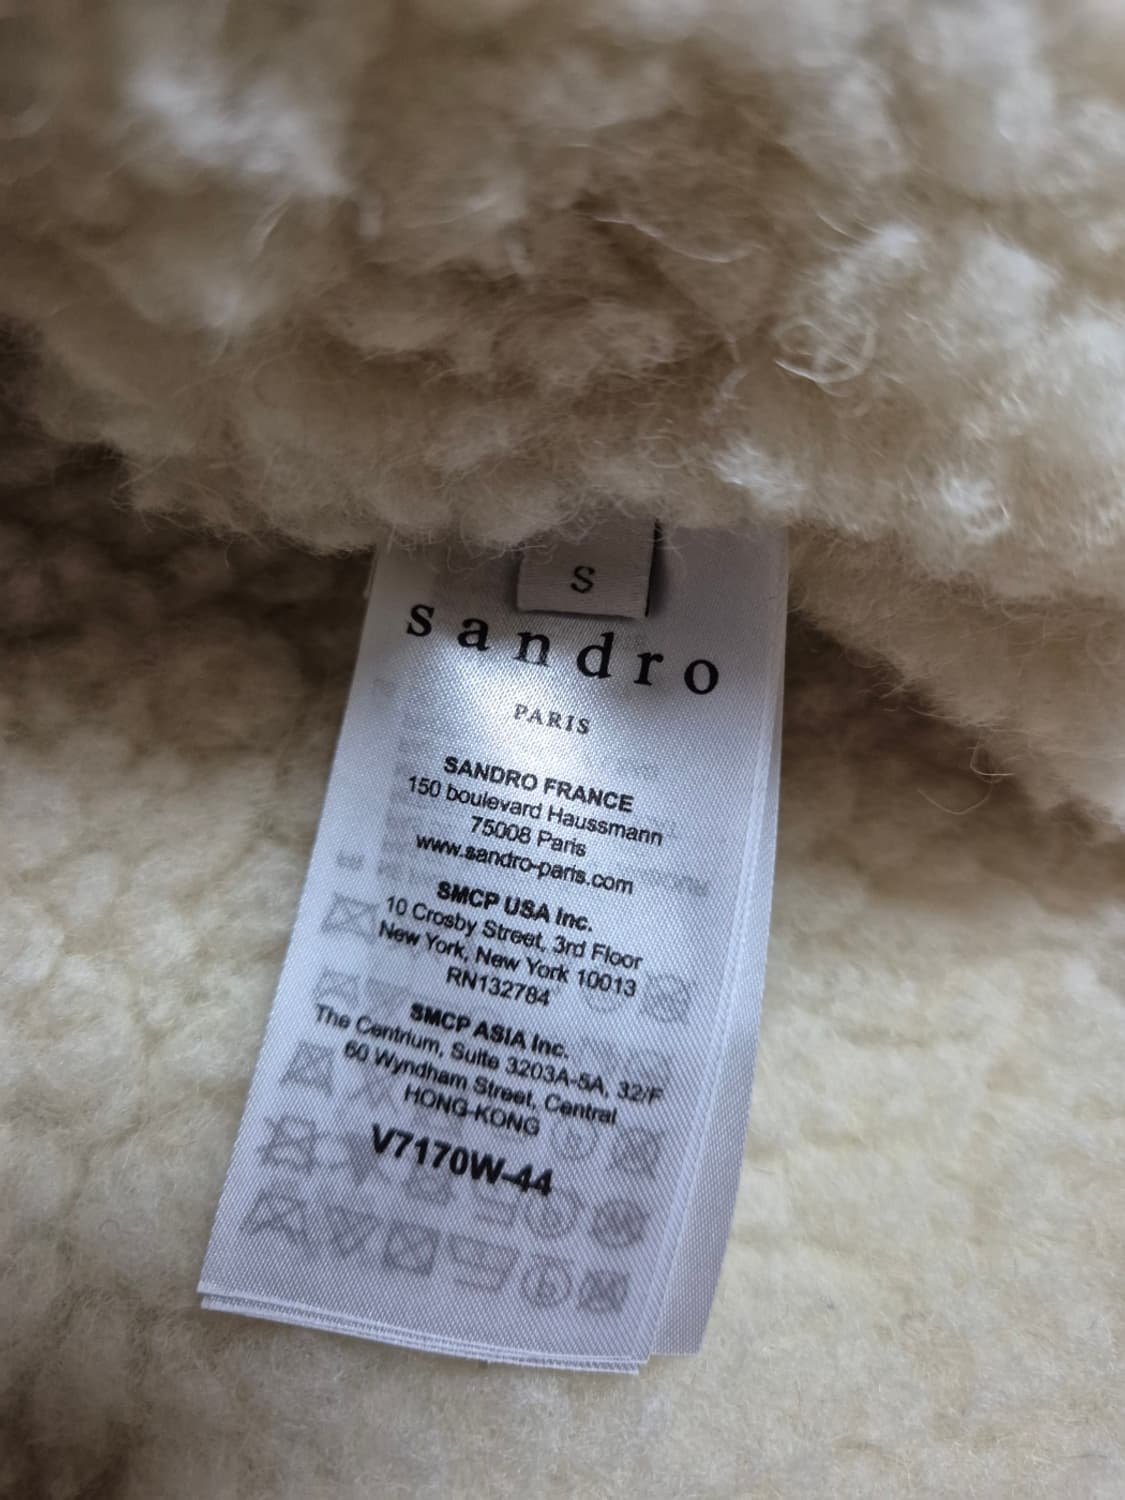 S
sandro
PARIS
SANDRO FRANCE
150 boulevard Haussmann
75008 Paris
www.sandro-paris.com
SMCP USA Inc.
10 Crosby Street, 3rd Floor
New York, New York 10013
RN132784
SMCP ASIA Inc.
The Centrium, Suite 3203A-5A, 32/F
60 Wyndham Street, Central
HONG-KONG
V7170W-44